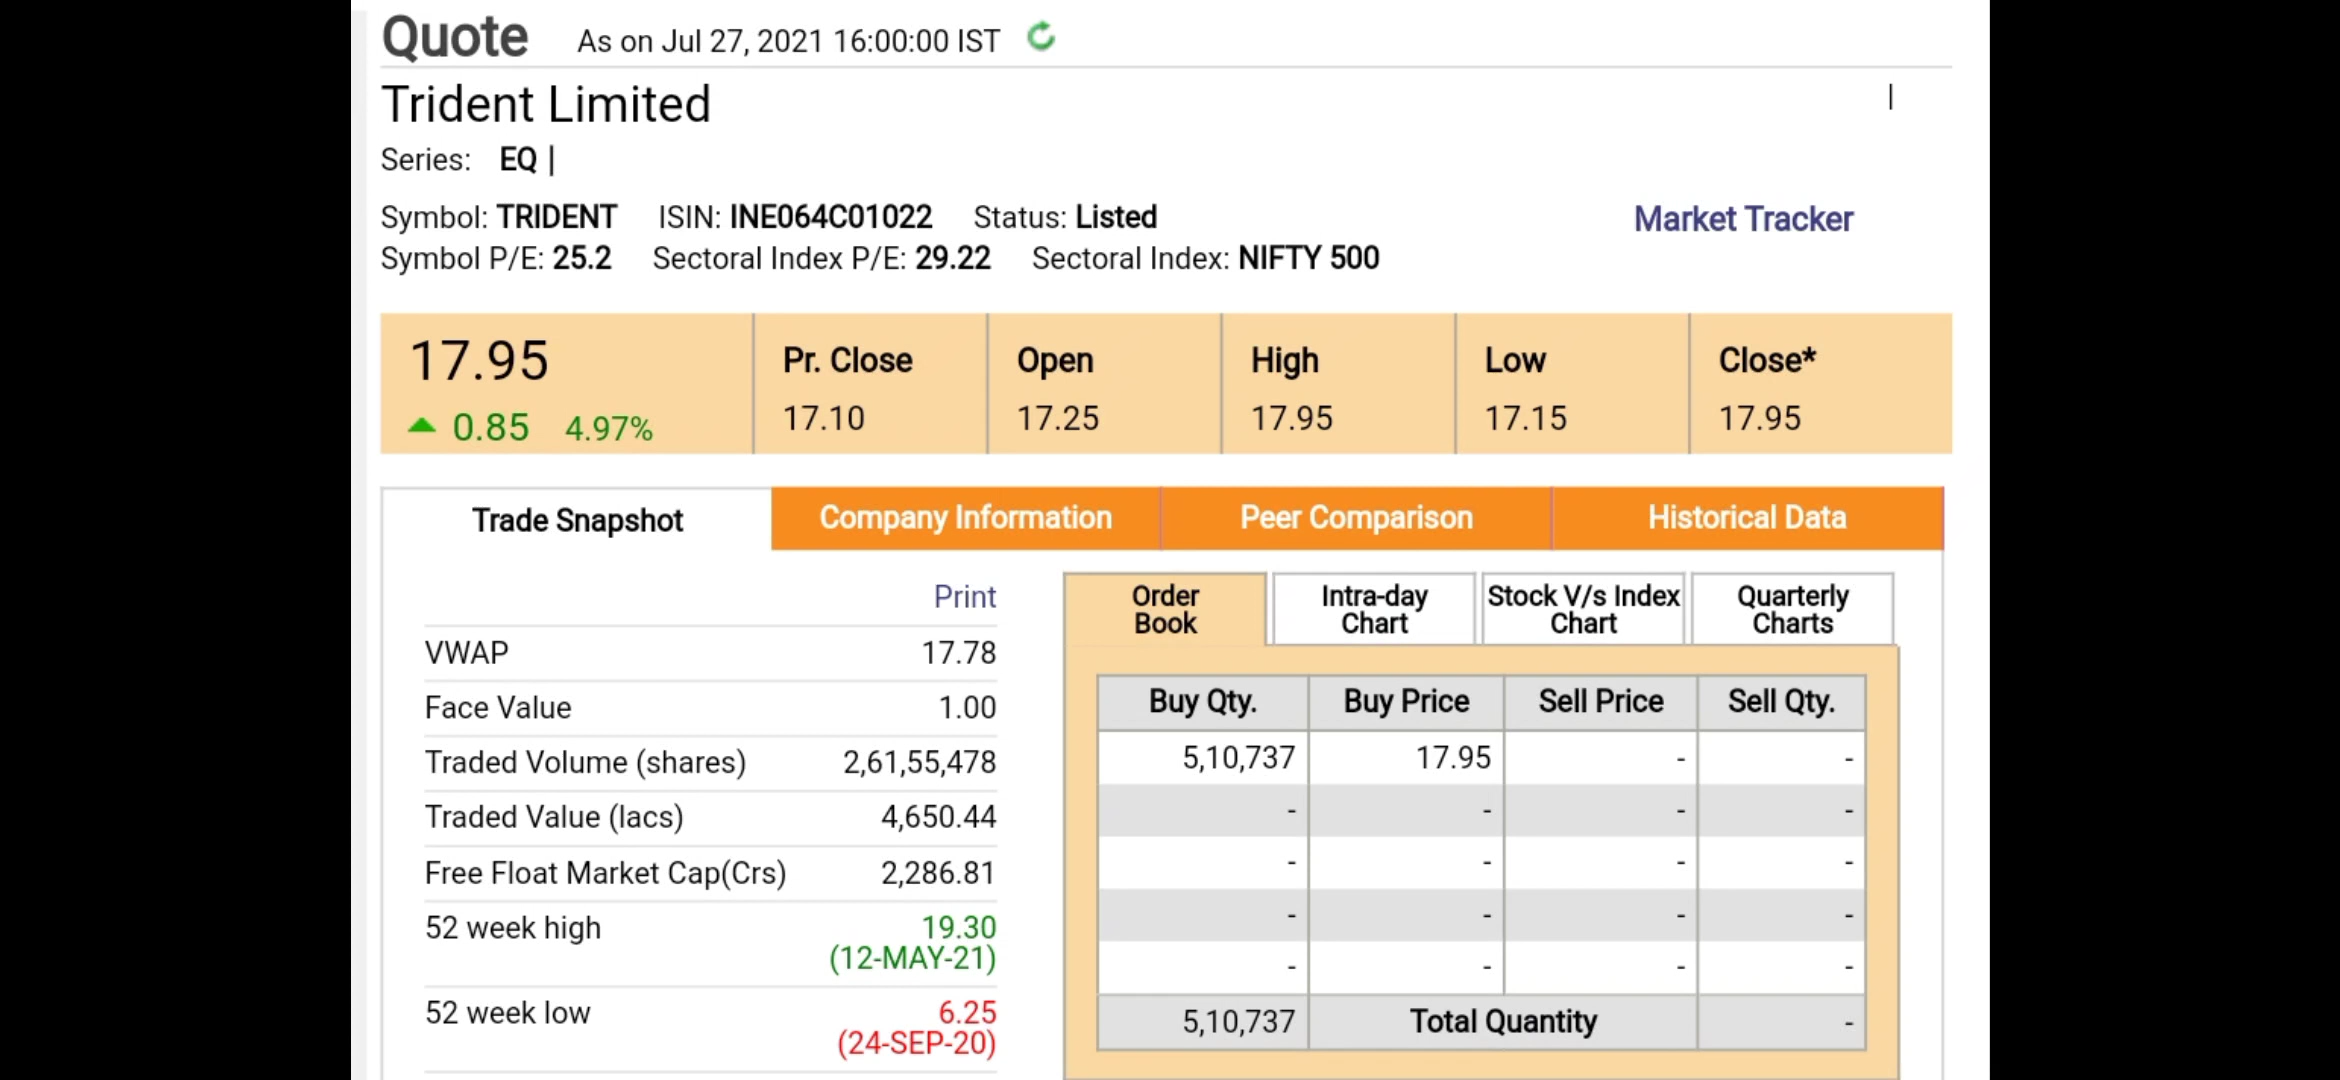 Quote As on Jul 27, 2021 16:00:00 IST
Trident Limited |
Series: EQ |
Symbol: TRIDENT ISIN: INE064C01022 Status: Listed Market Tracker
Symbol P/E: 25.2 Sectoral Index P/E: 29.22 Sectoral Index: NIFTY 500
17.95 Pr. Close Open High Low Close*
▲ 0.85 4.97% 17.10 17.25 17.95 17.15 17.95
Trade Snapshot Company Information Peer Comparison Historical Data
Print
VWAP 17.78
Face Value 1.00
Traded Volume (shares) 2,61,55,478
Traded Value (lacs) 4,650.44
Free Float Market Cap(Crs) 2,286.81
52 week high 19.30
(12-MAY-21)
52 week low 6.25
(24-SEP-20)
Order Intra-day Stock V/s Index Quarterly
Book Chart Chart Charts
Buy Qty. Buy Price Sell Price Sell Qty.
5,10,737 17.95 - -
- - - -
- - - -
- - - -
- - - -
5,10,737 Total Quantity -